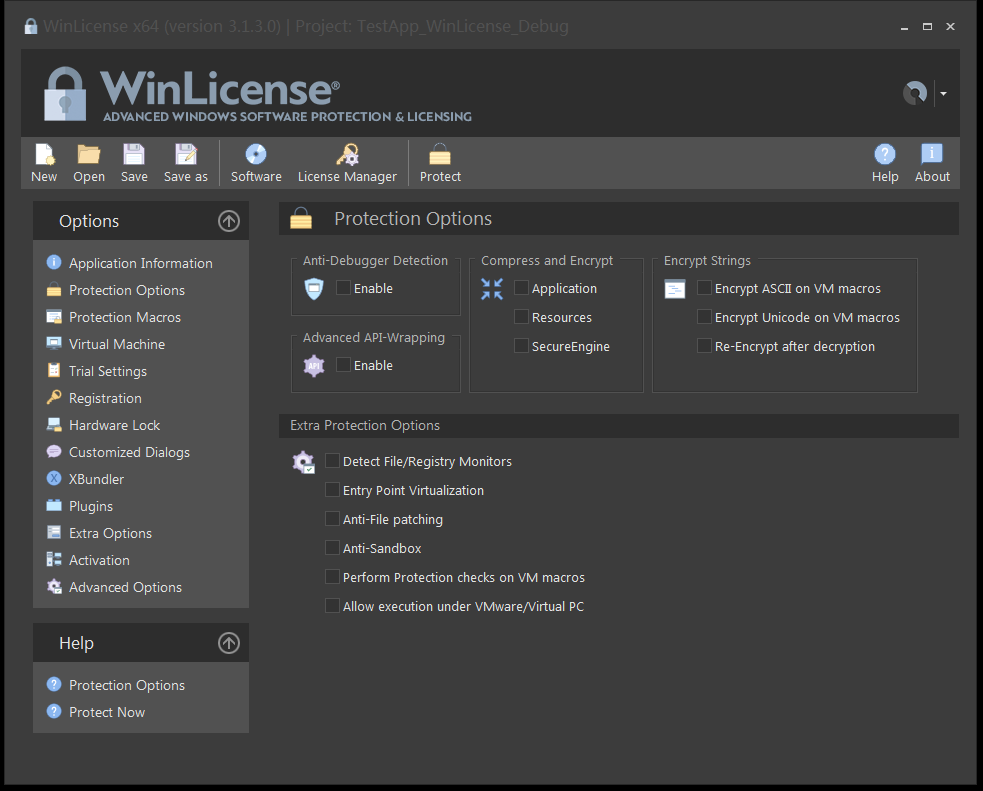 WinLicense x64 (version 3.1.3.0) | Project: TestApp_WinLicense_Debug
WinLicense®
ADVANCED WINDOWS SOFTWARE PROTECTION & LICENSING
New Open Save Save as Software License Manager Protect Help About
Options
Application Information
Protection Options
Protection Macros
Virtual Machine
Trial Settings
Registration
Hardware Lock
Customized Dialogs
XBundler
Plugins
Extra Options
Activation
Advanced Options
Help
Protection Options
Protect Now
Protection Options
Anti-Debugger Detection
Enable
Advanced API-Wrapping
API
Enable
Compress and Encrypt
Application
Resources
SecureEngine
Encrypt Strings
Encrypt ASCII on VM macros
Encrypt Unicode on VM macros
Re-Encrypt after decryption
Extra Protection Options
Detect File/Registry Monitors
Entry Point Virtualization
Anti-File patching
Anti-Sandbox
Perform Protection checks on VM macros
Allow execution under VMware/Virtual PC